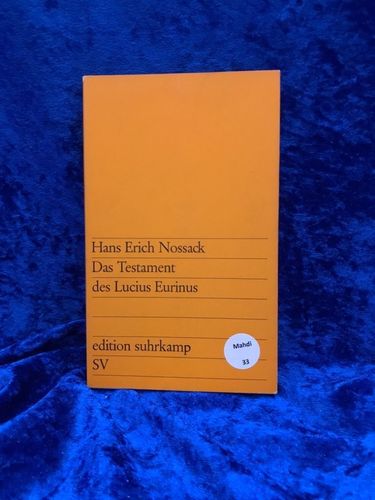 Hans Erich Nossack
Das Testament
des Lucius Eurinus
edition suhrkamp
SV
Mahdi
33